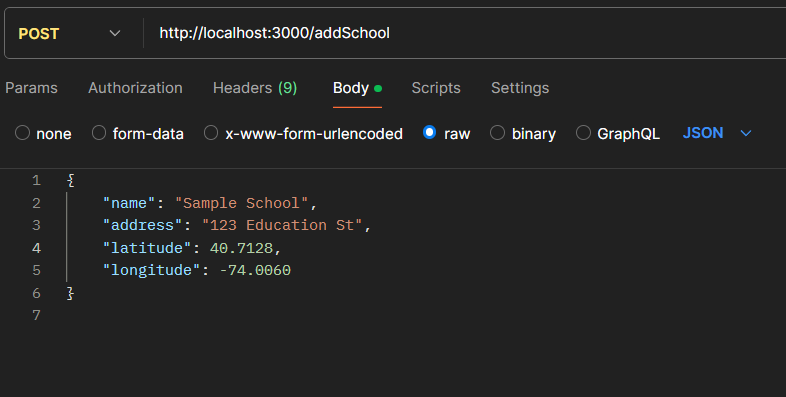 POST http://localhost:3000/addSchool
Params Authorization Headers (9) Body Scripts Settings
none form-data x-www-form-urlencoded raw binary GraphQL JSON
1 {
2 "name": "Sample School",
3 "address": "123 Education St",
4 "latitude": 40.7128,
5 "longitude": -74.0060
6 }
7